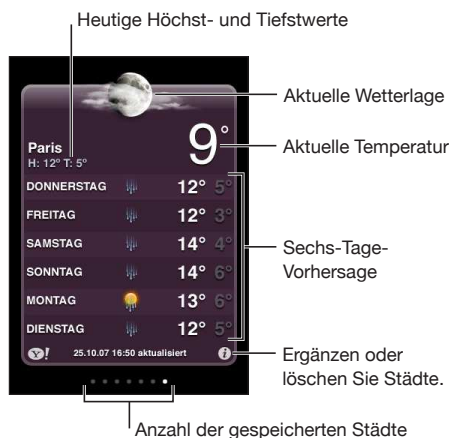 Heutige Höchst- und Tiefstwerte
Aktuelle Wetterlage
9°
Aktuelle Temperatur
Paris
H: 12° T: 5°
DONNERSTAG 12° 5°
FREITAG 12° 3°
SAMSTAG 14° 4°
SONNTAG 14° 6°
MONTAG 13° 6°
DIENSTAG 12° 5°
Sechs-Tage-
Vorhersage
Y! 25.10.07 16:50 aktualisiert i
Ergänzen oder
löschen Sie Städte.
Anzahl der gespeicherten Städte